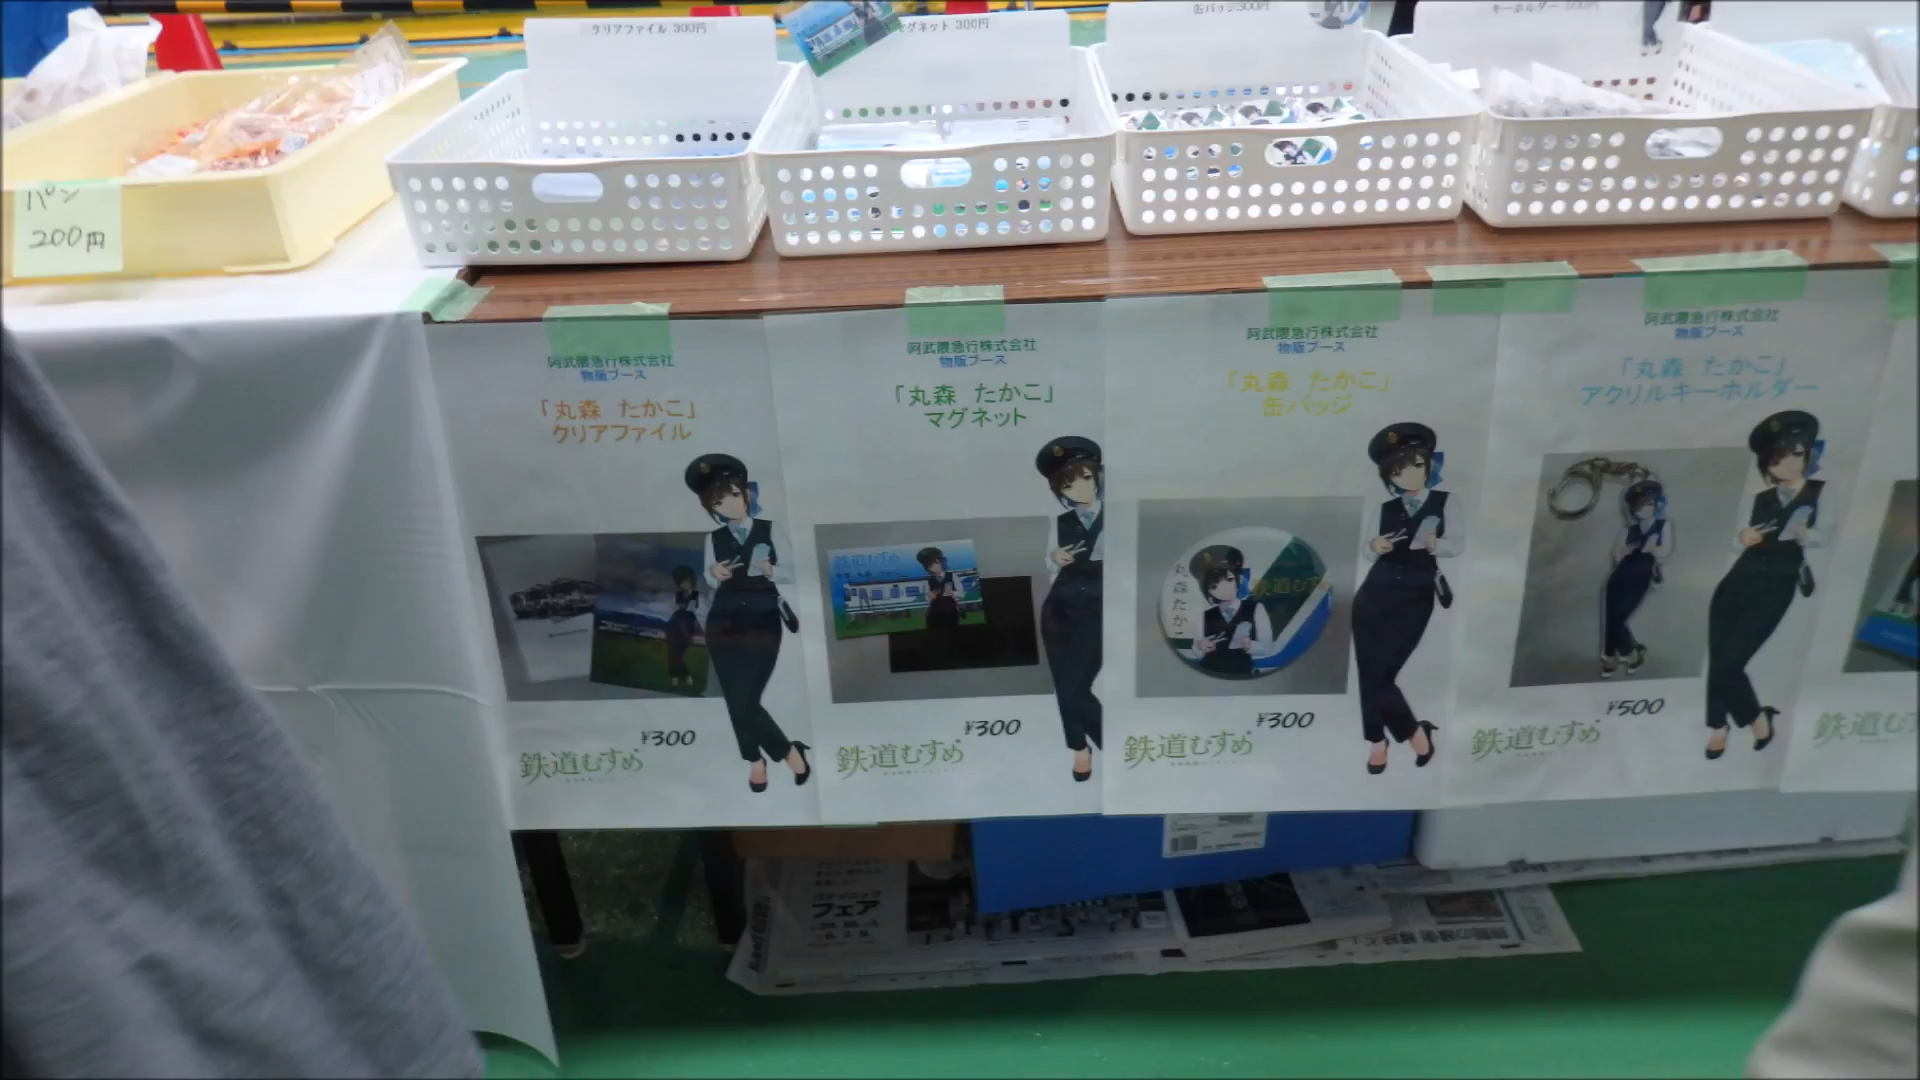 クリアファイル 300円
マグネット 300円
缶バッジ300円
キーホルダー 300円
パン
200円
阿武隈急行株式会社
物販ブース
「丸森 たかこ」
クリアファイル
¥300
鉄道むすめ
阿武隈急行株式会社
物販ブース
「丸森 たかこ」
マグネット
鉄道むすめ
¥300
鉄道むすめ
阿武隈急行株式会社
物販ブース
「丸森 たかこ」
缶バッジ
丸森たかこ
鉄道むすめ
¥300
鉄道むすめ
阿武隈急行株式会社
物販ブース
「丸森 たかこ」
アクリルキーホルダー
¥500
鉄道むすめ
鉄道む
フェア